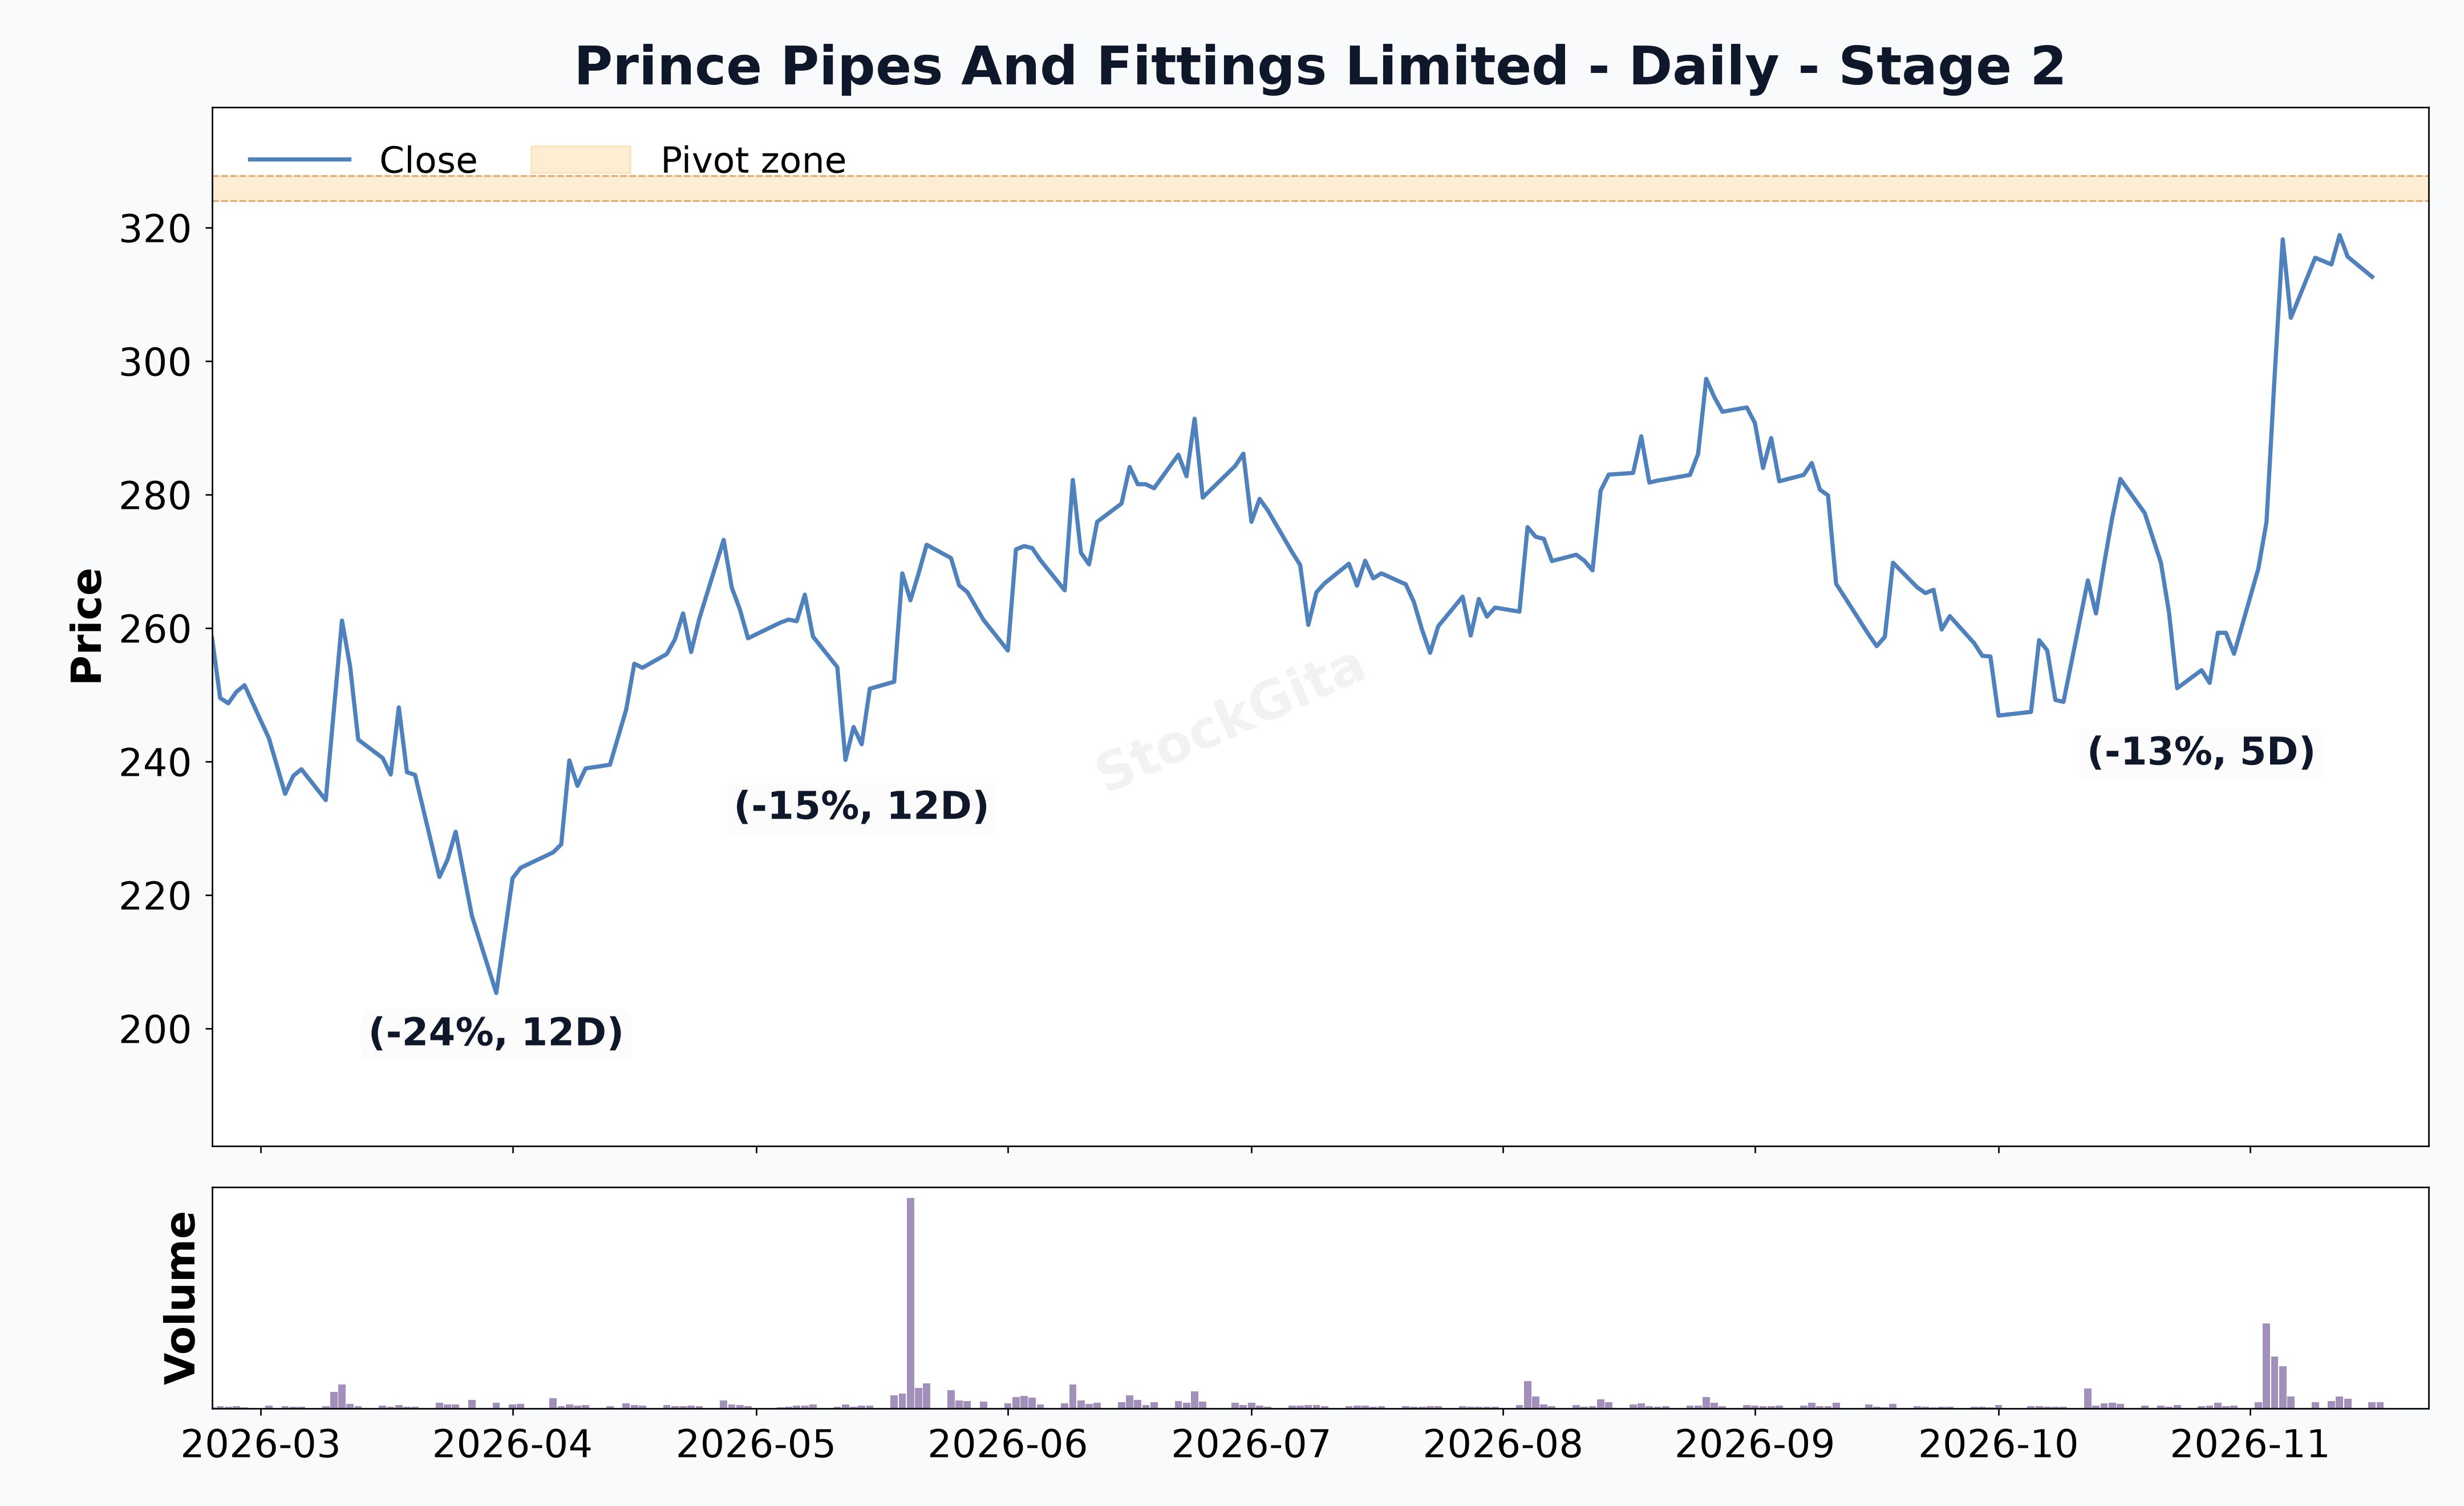 Prince Pipes And Fittings Limited - Daily - Stage 2
Close
Pivot zone
320
300
280
260
240
220
200
Price
StockGita
(-24%, 12D)
(-15%, 12D)
(-13%, 5D)
Volume
2026-03
2026-04
2026-05
2026-06
2026-07
2026-08
2026-09
2026-10
2026-11